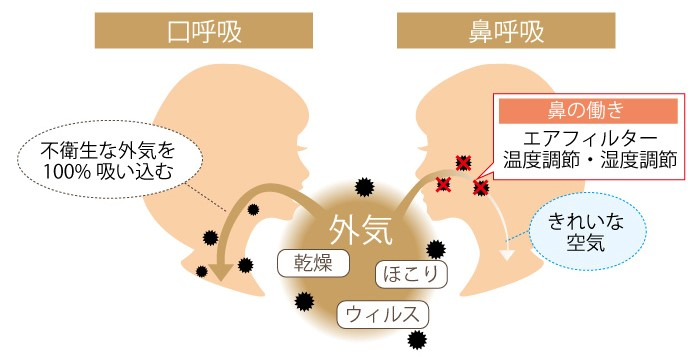 口呼吸
鼻呼吸
不衛生な外気を
100% 吸い込む
鼻の働き
エアフィルター
温度調節・湿度調節
きれいな
空気
外気
乾燥
ほこり
ウィルス